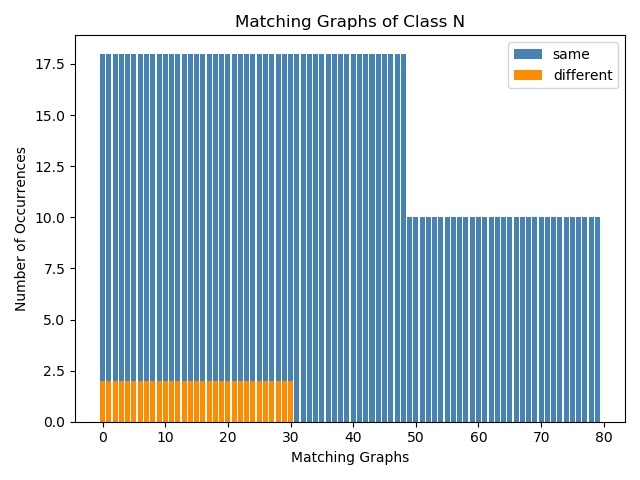 Matching Graphs of Class N
same
different
Number of Occurrences
17.5
15.0
12.5
10.0
7.5
5.0
2.5
0.0
0 10 20 30 40 50 60 70 80
Matching Graphs